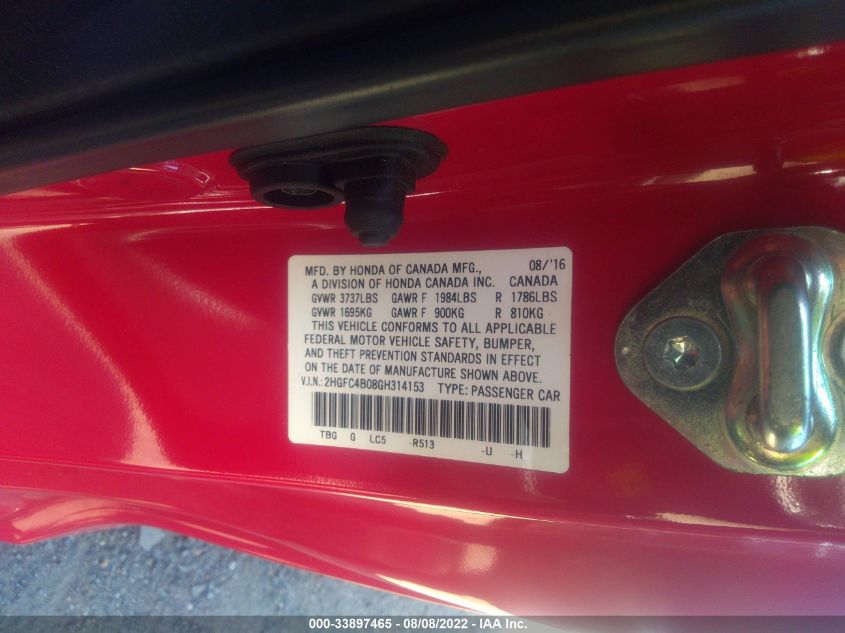 MFD. BY HONDA OF CANADA MFG., 08/'16
A DIVISION OF HONDA CANADA INC. CANADA
GVWR 3737LBS GAWR F 1984LBS R 1786LBS
GVWR 1695KG GAWR F 900KG R 810KG
THIS VEHICLE CONFORMS TO ALL APPLICABLE
FEDERAL MOTOR VEHICLE SAFETY, BUMPER,
AND THEFT PREVENTION STANDARDS IN EFFECT
ON THE DATE OF MANUFACTURE SHOWN ABOVE.
V.I.N.: 2HGFC4B08GH314153 TYPE: PASSENGER CAR
TBG G LC5 -R513 -U -H
000-33897465 - 08/08/2022 - IAA Inc.